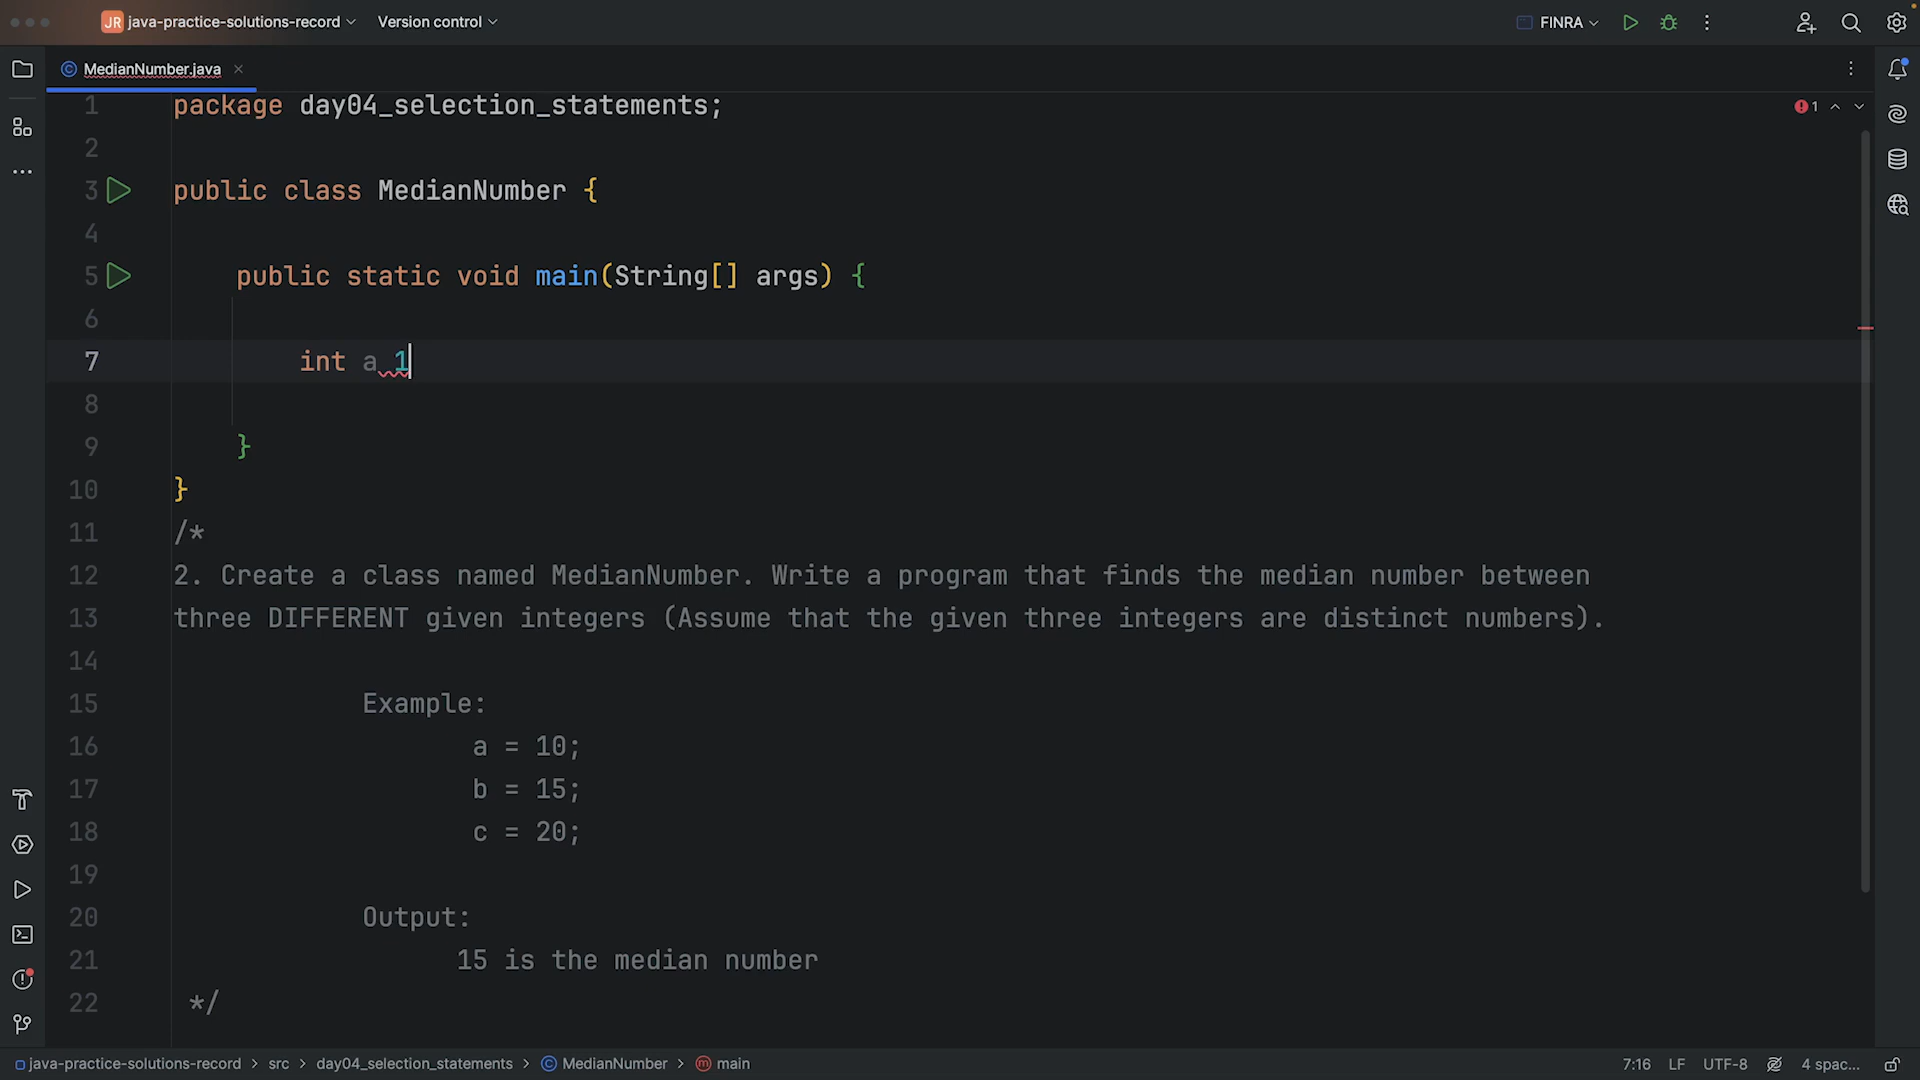 JR java-practice-solutions-record Version control FINRA
MedianNumber.java
1 package day04_selection_statements; 1
2
3 public class MedianNumber {
4
5 public static void main(String[] args) {
6
7 int a 1
8
9 }
10 }
11 /*
12 2. Create a class named MedianNumber. Write a program that finds the median number between
13 three DIFFERENT given integers (Assume that the given three integers are distinct numbers).
14
15 Example:
16 a = 10;
17 b = 15;
18 c = 20;
19
20 Output:
21 15 is the median number
22 */
java-practice-solutions-record > src > day04_selection_statements > MedianNumber > main 7:16 LF UTF-8 4 spac...